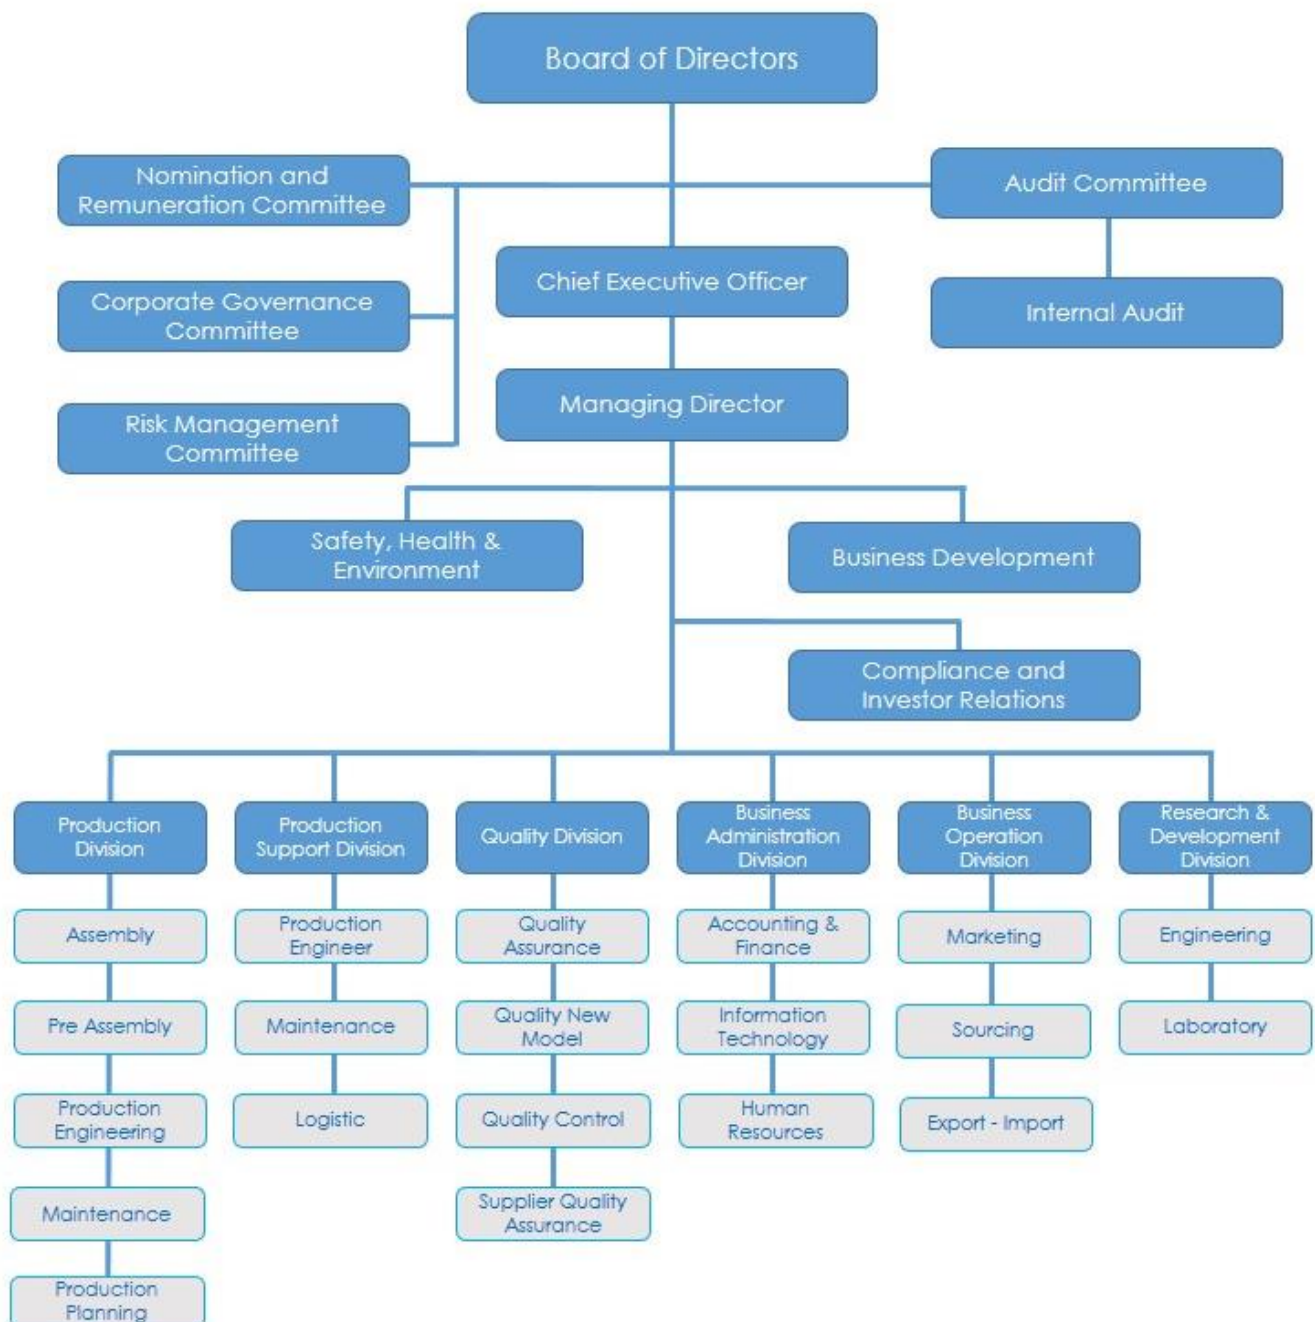 Board of Directors
Nomination and
Remuneration Committee
Audit Committee
Chief Executive Officer
Corporate Governance
Committee
Internal Audit
Managing Director
Risk Management
Committee
Safety, Health &
Environment
Business Development
Compliance and
Investor Relations
Production
Division
Production
Support Division
Quality Division
Business
Administration
Division
Business
Operation
Division
Research &
Development
Division
Assembly
Production
Engineer
Quality
Assurance
Accounting &
Finance
Marketing
Engineering
Pre Assembly
Maintenance
Quality New
Model
Information
Technology
Sourcing
Laboratory
Production
Engineering
Logistic
Quality Control
Human
Resources
Export - Import
Maintenance
Supplier Quality
Assurance
Production
Planning